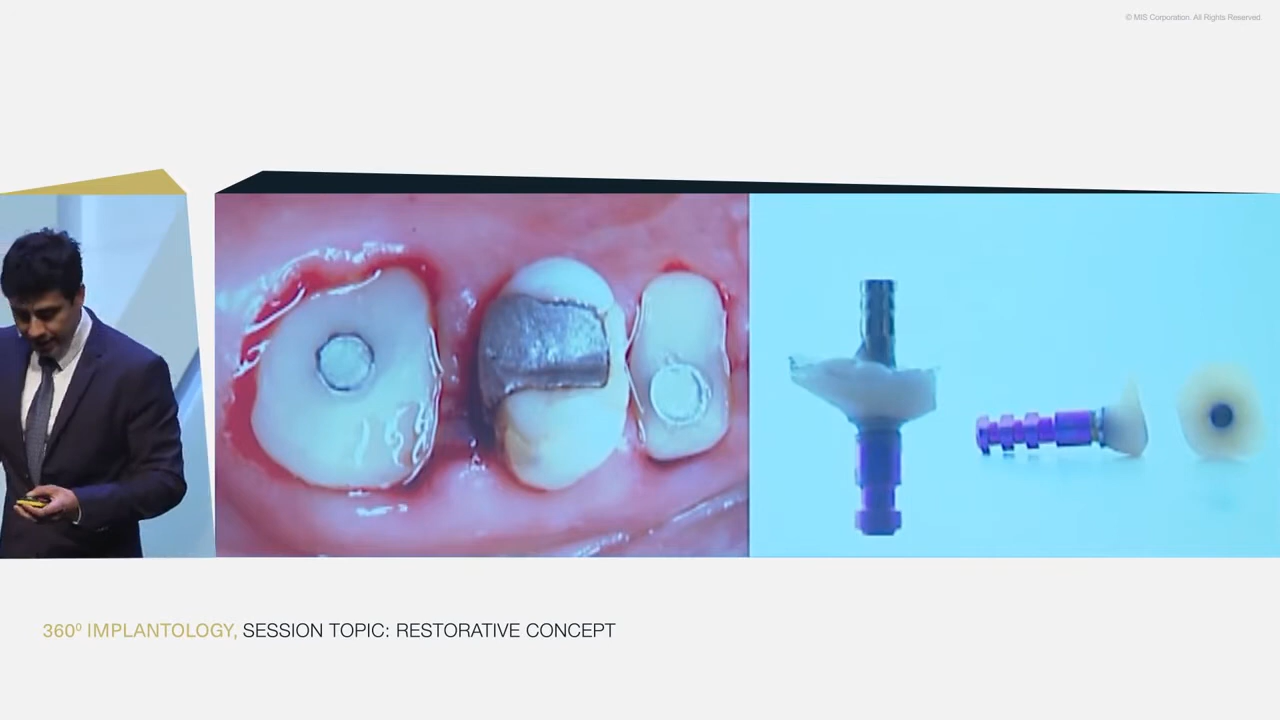 © MIS Corporation. All Rights Reserved
360º IMPLANTOLOGY, SESSION TOPIC: RESTORATIVE CONCEPT